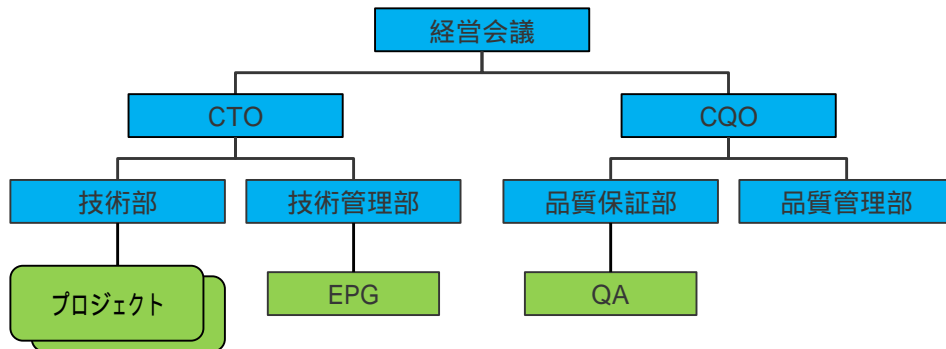 経営会議
CTO
CQO
技術部
技術管理部
品質保証部
品質管理部
プロジェクト
EPG
QA